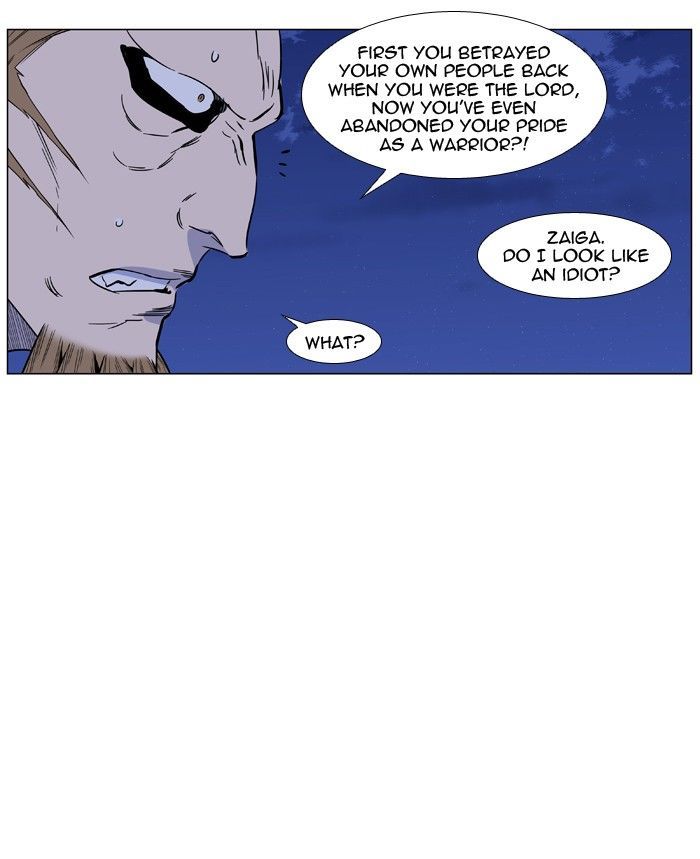 FIRST YOU BETRAYED
YOUR OWN PEOPLE BACK
WHEN YOU WERE THE LORD,
NOW YOU'VE EVEN
ABANDONED YOUR PRIDE
AS A WARRIOR?!
ZAIGA.
DO I LOOK LIKE
AN IDIOT?
WHAT?